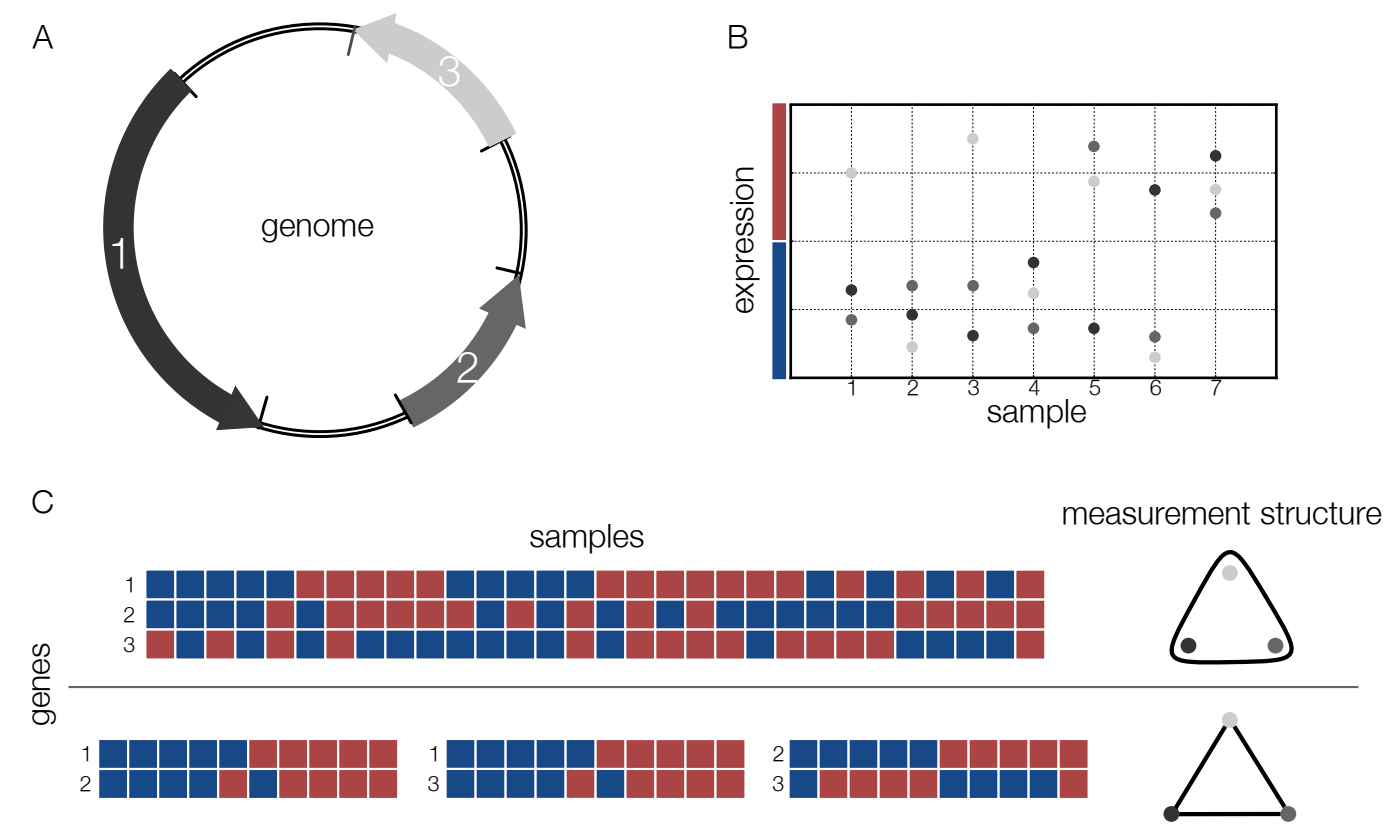 A
B
3
1
genome
2
expression
1 2 3 4 5 6 7
sample
C
measurement structure
samples
genes
1
2
3
1
2
1
3
2
3